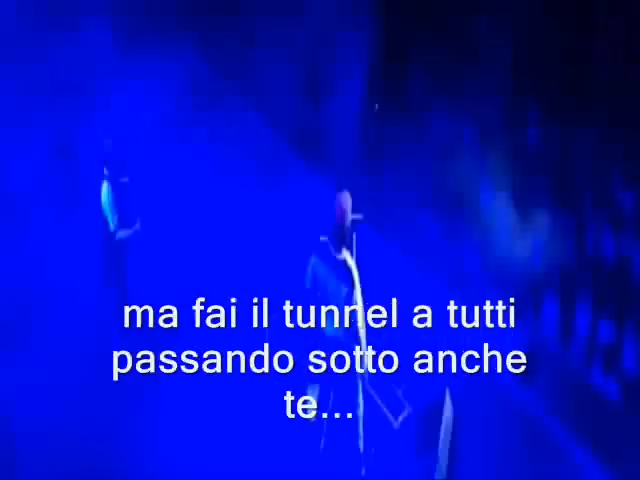 ma fai il tunnel a tutti
passando sotto anche
te...